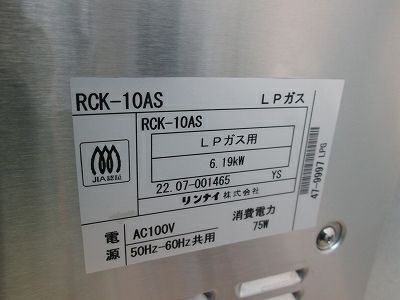 RCK-10AS LPガス
RCK-10AS
LPガス用
6.19kW
JIA認証
22.07-001465 YS
リンナイ株式会社
電源 AC100V 消費電力
50Hz-60Hz共用 75W
47-9997 LPG